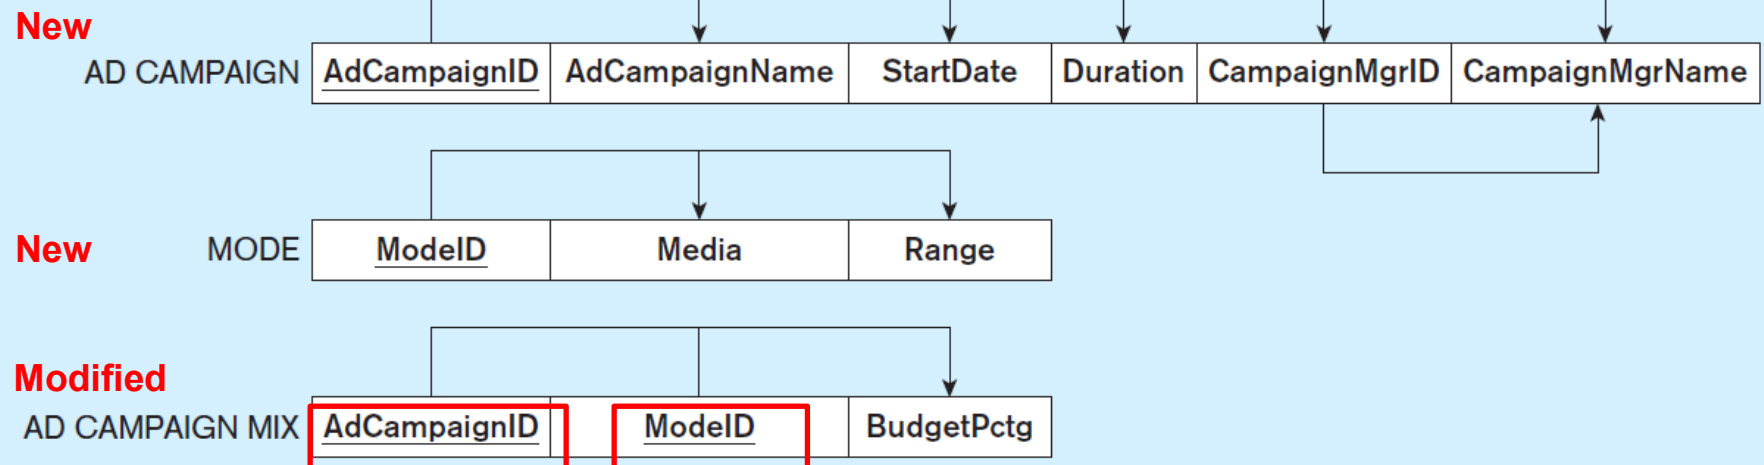 New
AD CAMPAIGN AdCampaignID AdCampaignName StartDate Duration CampaignMgrID CampaignMgrName
New MODE ModeID Media Range
Modified
AD CAMPAIGN MIX AdCampaignID ModeID BudgetPctg